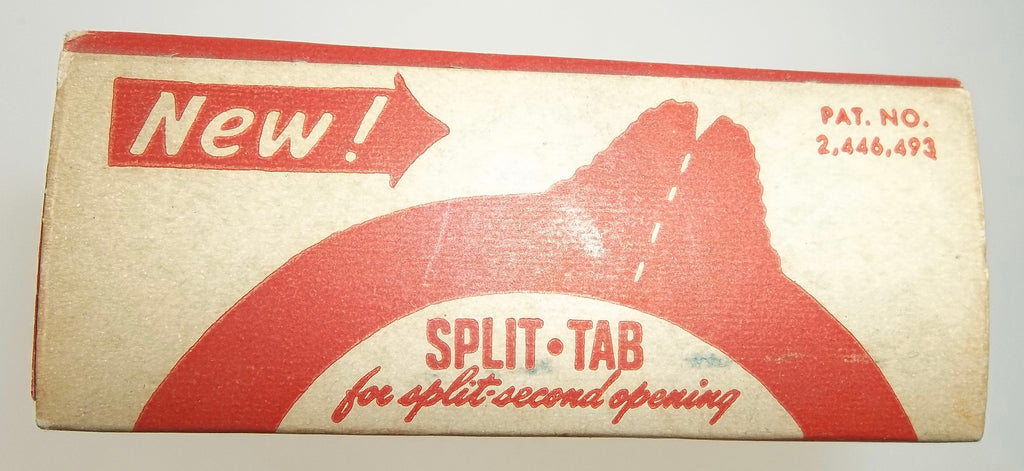 New!
PAT. NO.
2,446,493
SPLIT•TAB
for split-second opening